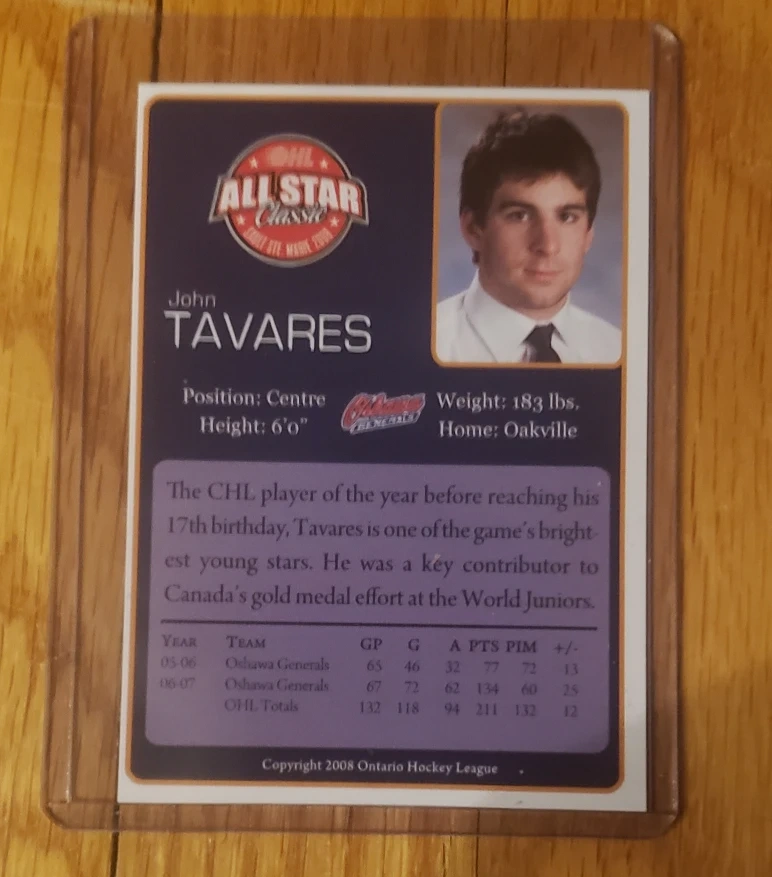 OHL
ALL STAR
Classic
SAULT STE. MARIE 2008
John
TAVARES
Position: Centre
Height: 6'0"
Oshawa
GENERALS
Weight: 183 lbs.
Home: Oakville
The CHL player of the year before reaching his
17th birthday, Tavares is one of the game's bright-
est young stars. He was a key contributor to
Canada's gold medal effort at the World Juniors.
YEAR TEAM GP G A PTS PIM +/-
05-06 Oshawa Generals 65 46 32 77 72 13
06-07 Oshawa Generals 67 72 62 134 60 25
OHL Totals 132 118 94 211 132 12
Copyright 2008 Ontario Hockey League